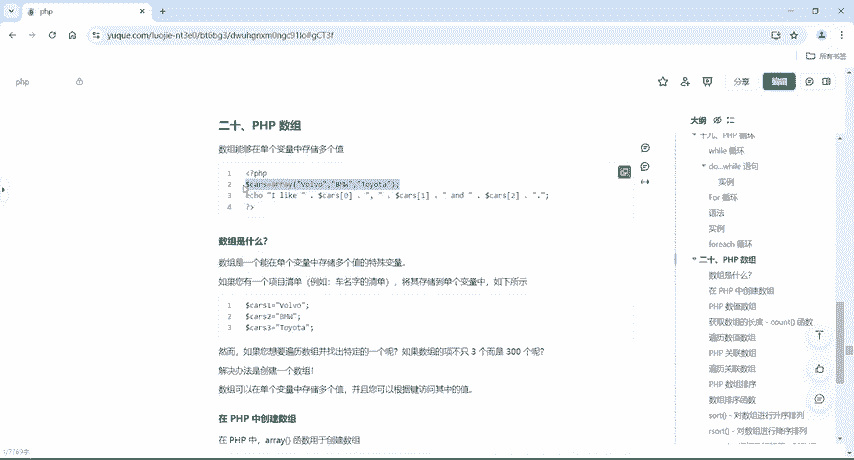 php
yuque.com/luojie-nt3e0/bt6bg3/dwuhgnxm0ngc91lo#gCT3f
所有书签
php
分享
编辑
二十、PHP 数组
数组能够在单个变量中存储多个值
1 <?php
2 $cars=array("Volvo","BMW","Toyota");
3 echo "I like " . $cars[0] . ", " . $cars[1] . " and " . $cars[2] . ".";
4 ?>
数组是什么?
数组是一个能在单个变量中存储多个值的特殊变量。
如果您有一个项目清单（例如：车名字的清单），将其存储到单个变量中，如下所示
1 $cars1="Volvo";
2 $cars2="BMW";
3 $cars3="Toyota";
然而，如果您想要遍历数组并找出特定的一个呢？如果数组的项不只 3 个而是 300 个呢？
解决办法是创建一个数组！
数组可以在单个变量中存储多个值，并且您可以根据键访问其中的值。
在 PHP 中创建数组
在 PHP 中，array() 函数用于创建数组
大纲
十九、PHP 循环
while 循环
do...while 语句
实例
For 循环
语法
实例
foreach 循环
二十、PHP 数组
数组是什么?
在 PHP 中创建数组
PHP 数值数组
获取数组的长度 - count() 函数
遍历数值数组
PHP 关联数组
遍历关联数组
PHP 数组排序
数组排序函数
sort() - 对数组进行升序排列
rsort() - 对数组进行降序排列